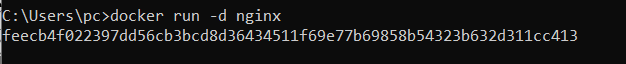 C:\Users\pc>docker run -d nginx
feecb4f022397dd56cb3bcd8d36434511f69e77b69858b54323b632d311cc413